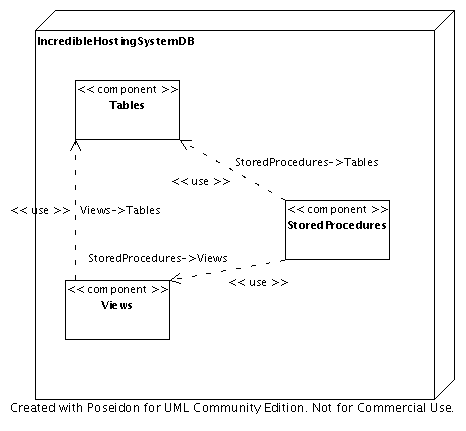 IncredibleHostingSystemDB
<< component >>
Tables
StoredProcedures->Tables
<< use >>
<< use >> Views->Tables
<< component >>
StoredProcedures
StoredProcedures->Views
<< use >>
<< component >>
Views
Created with Poseidon for UML Community Edition. Not for Commercial Use.